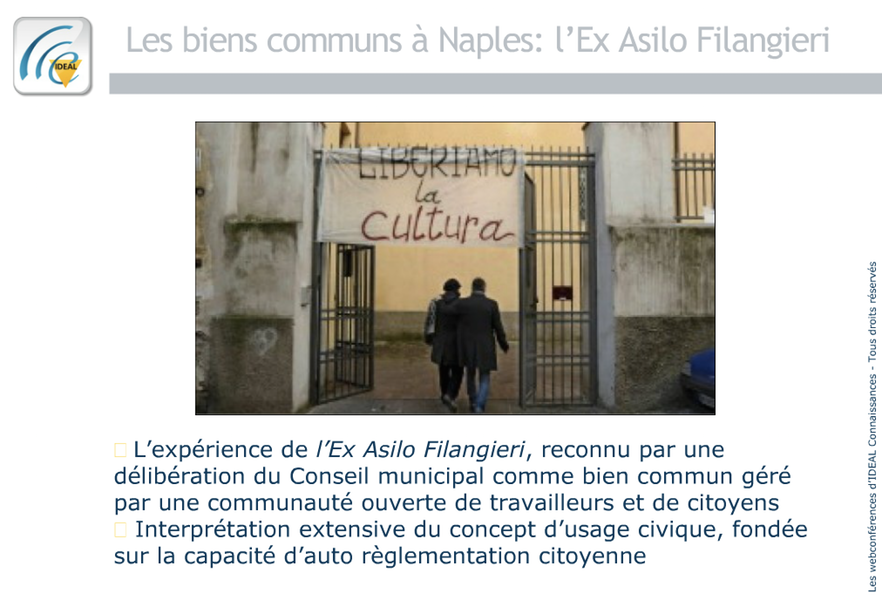 Les biens communs à Naples: l’Ex Asilo Filangieri
IDEAL
LIBERIAMO
la
cultura
L’expérience de l’Ex Asilo Filangieri, reconnu par une
délibération du Conseil municipal comme bien commun géré
par une communauté ouverte de travailleurs et de citoyens
Interprétation extensive du concept d’usage civique, fondée
sur la capacité d’auto règlementation citoyenne
Les webconférences d’IDEAL Connaissances - Tous droits réservés